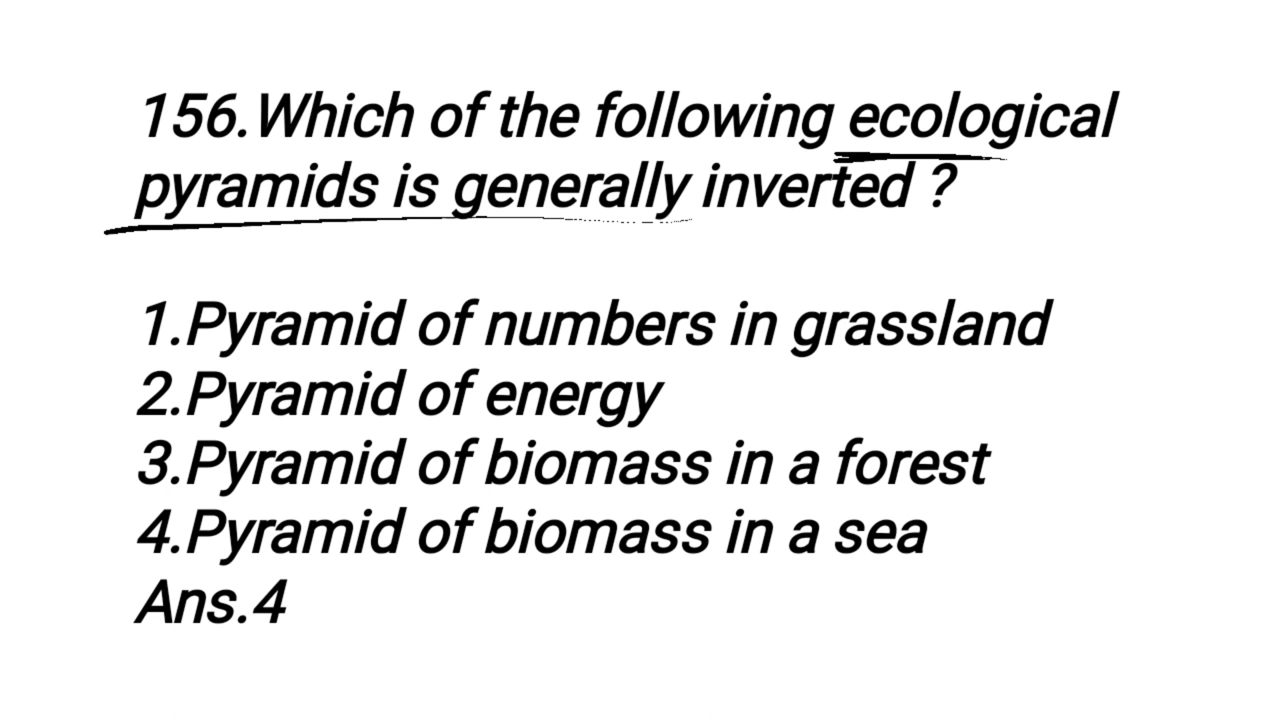 156.Which of the following ecological
pyramids is generally inverted ?
1.Pyramid of numbers in grassland
2.Pyramid of energy
3.Pyramid of biomass in a forest
4.Pyramid of biomass in a sea
Ans.4